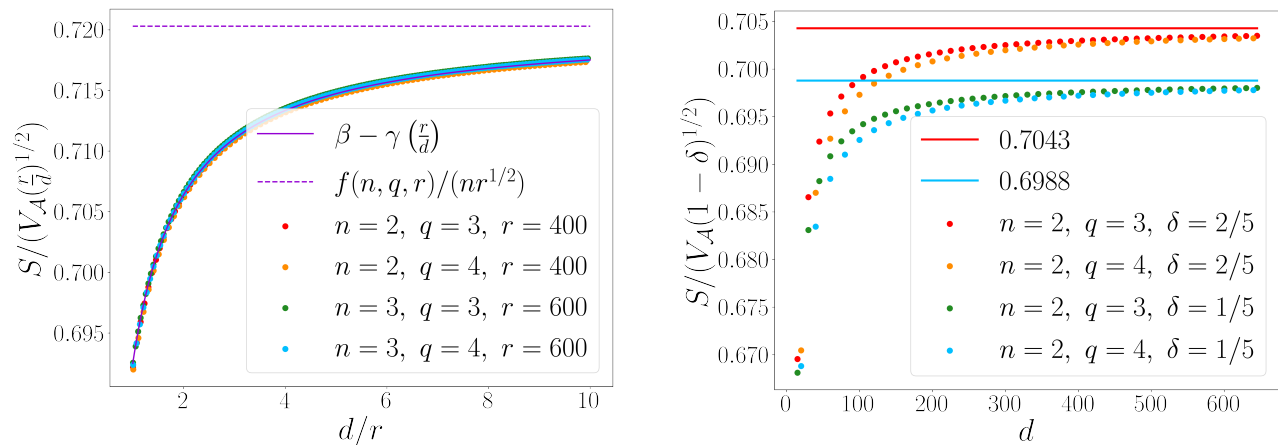 S/(V_𝒜(r/d)^{1/2})
0.720
0.715
0.710
0.705
0.700
0.695
2
4
6
8
10
d/r
β − γ (r/d)
f(n, q, r)/(nr^{1/2})
n = 2, q = 3, r = 400
n = 2, q = 4, r = 400
n = 3, q = 3, r = 600
n = 3, q = 4, r = 600
S/(V_𝒜(1 − δ)^{1/2})
0.705
0.700
0.695
0.690
0.685
0.680
0.675
0.670
0
100
200
300
400
500
600
d
0.7043
0.6988
n = 2, q = 3, δ = 2/5
n = 2, q = 4, δ = 2/5
n = 2, q = 3, δ = 1/5
n = 2, q = 4, δ = 1/5